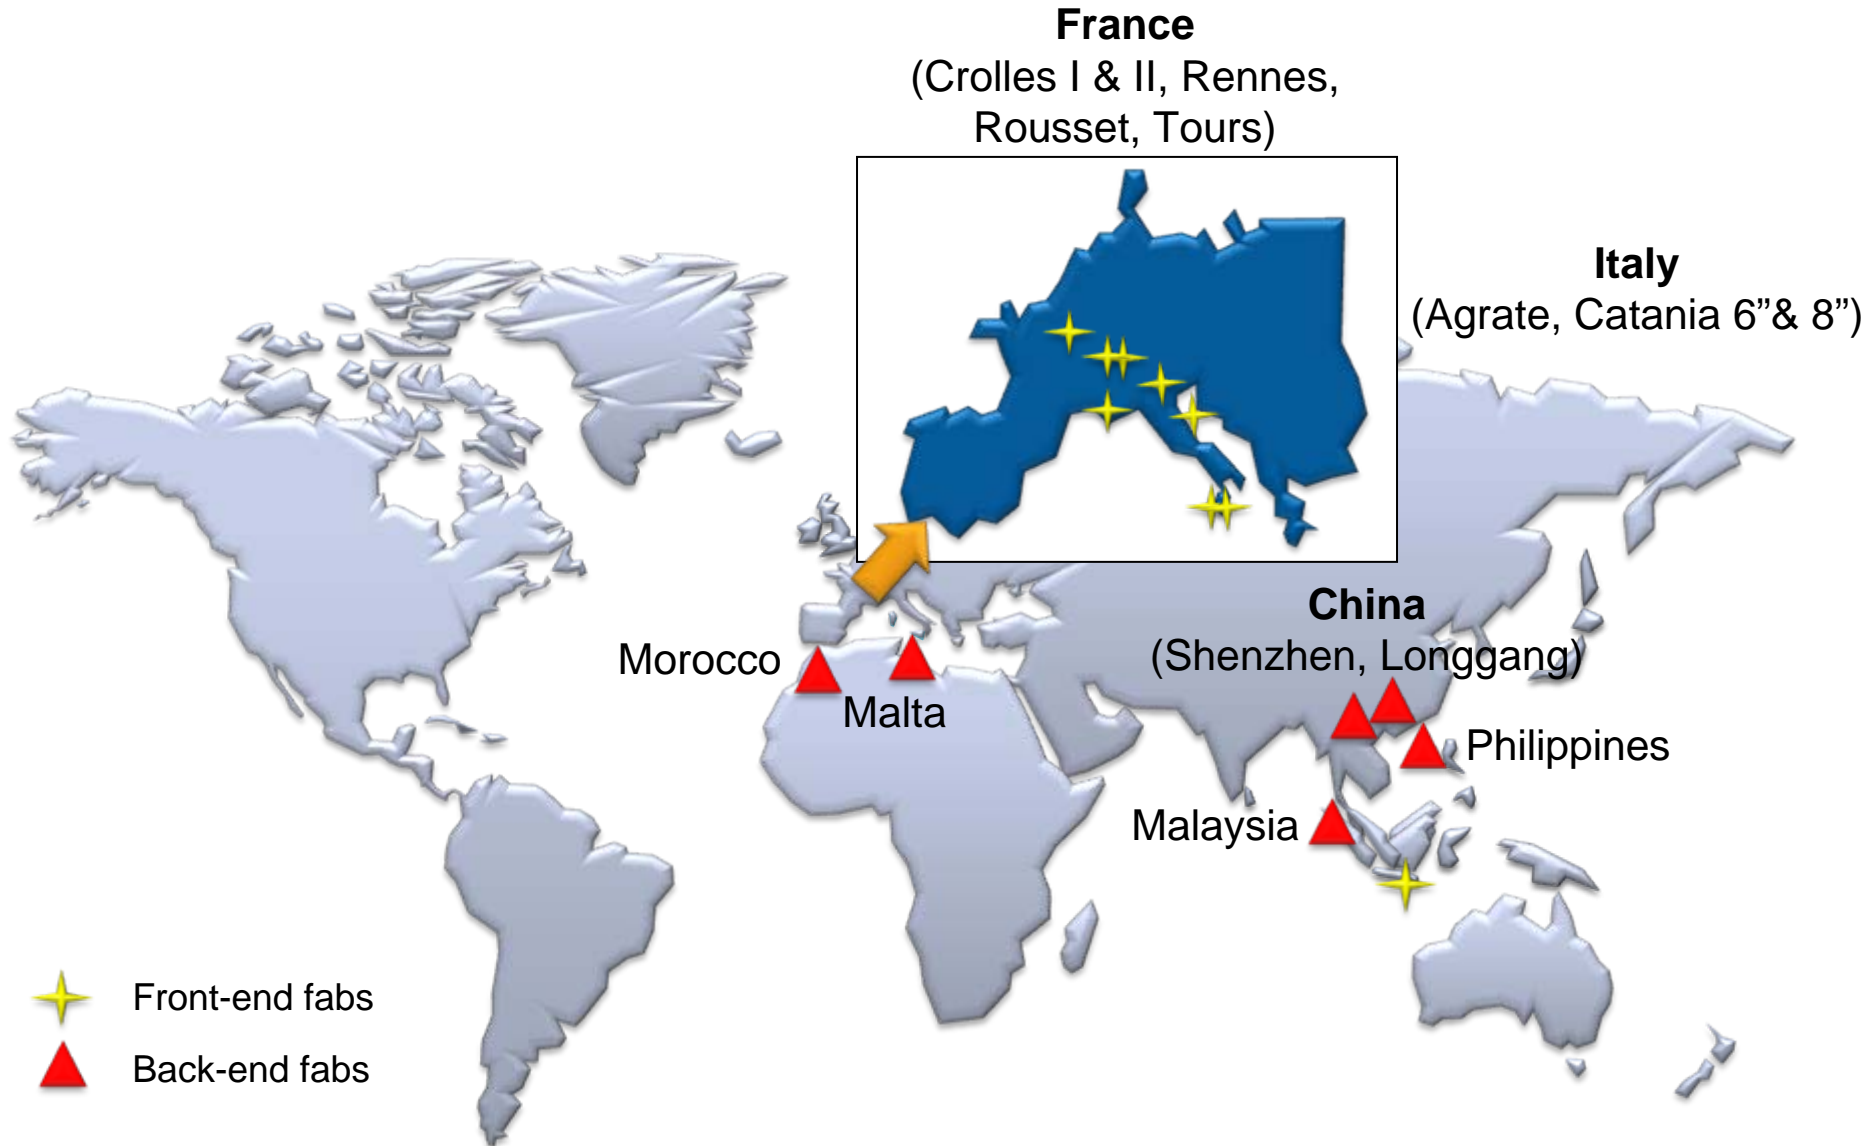 France
(Crolles I & II, Rennes,
Rousset, Tours)
Italy
(Agrate, Catania 6”& 8”)
China
(Shenzhen, Longgang)
Morocco
Malta
Philippines
Malaysia
Front-end fabs
Back-end fabs